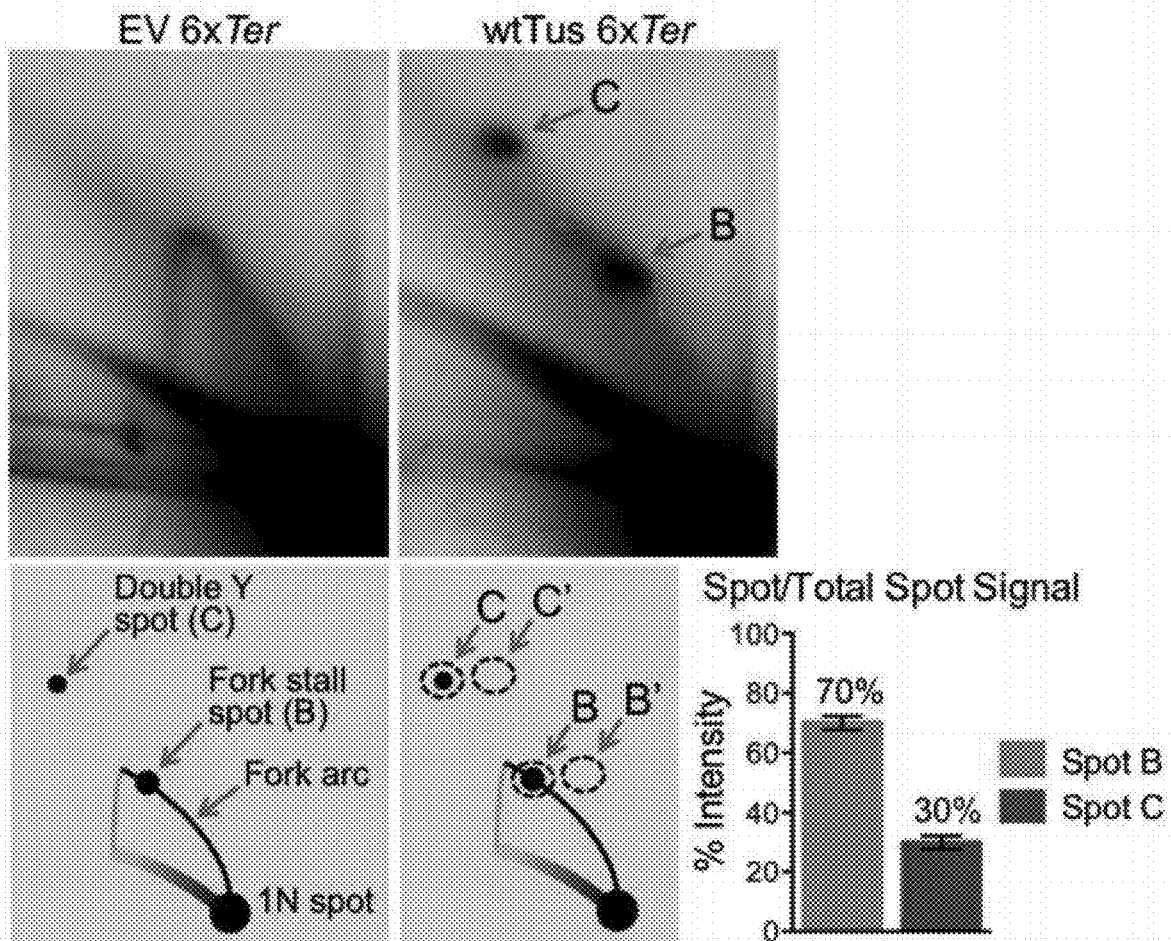 EV 6xTer
wtTus 6xTer
C
B
Double Y
spot (C)
Fork stall
spot (B)
Fork arc
1N spot
C
C'
B
B'
Spot/Total Spot Signal
% Intensity
100
80
60
40
20
0
70%
30%
Spot B
Spot C